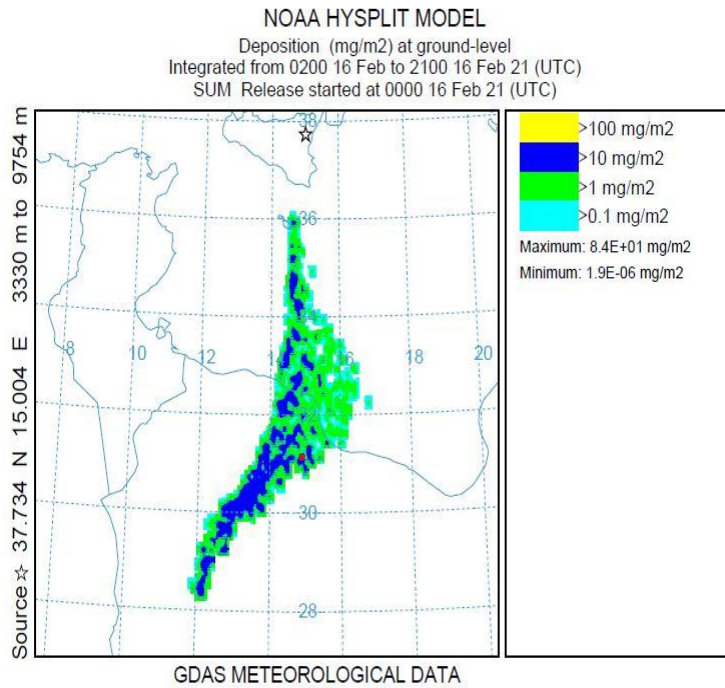 NOAA HYSPLIT MODEL
Deposition (mg/m2) at ground-level
Integrated from 0200 16 Feb to 2100 16 Feb 21 (UTC)
SUM Release started at 0000 16 Feb 21 (UTC)
Source ☆ 37.734 N 15.004 E 3330 m to 9754 m
38
36
34
8
10
12
14
16
18
20
32
30
28
>100 mg/m2
>10 mg/m2
>1 mg/m2
>0.1 mg/m2
Maximum: 8.4E+01 mg/m2
Minimum: 1.9E-06 mg/m2
GDAS METEOROLOGICAL DATA